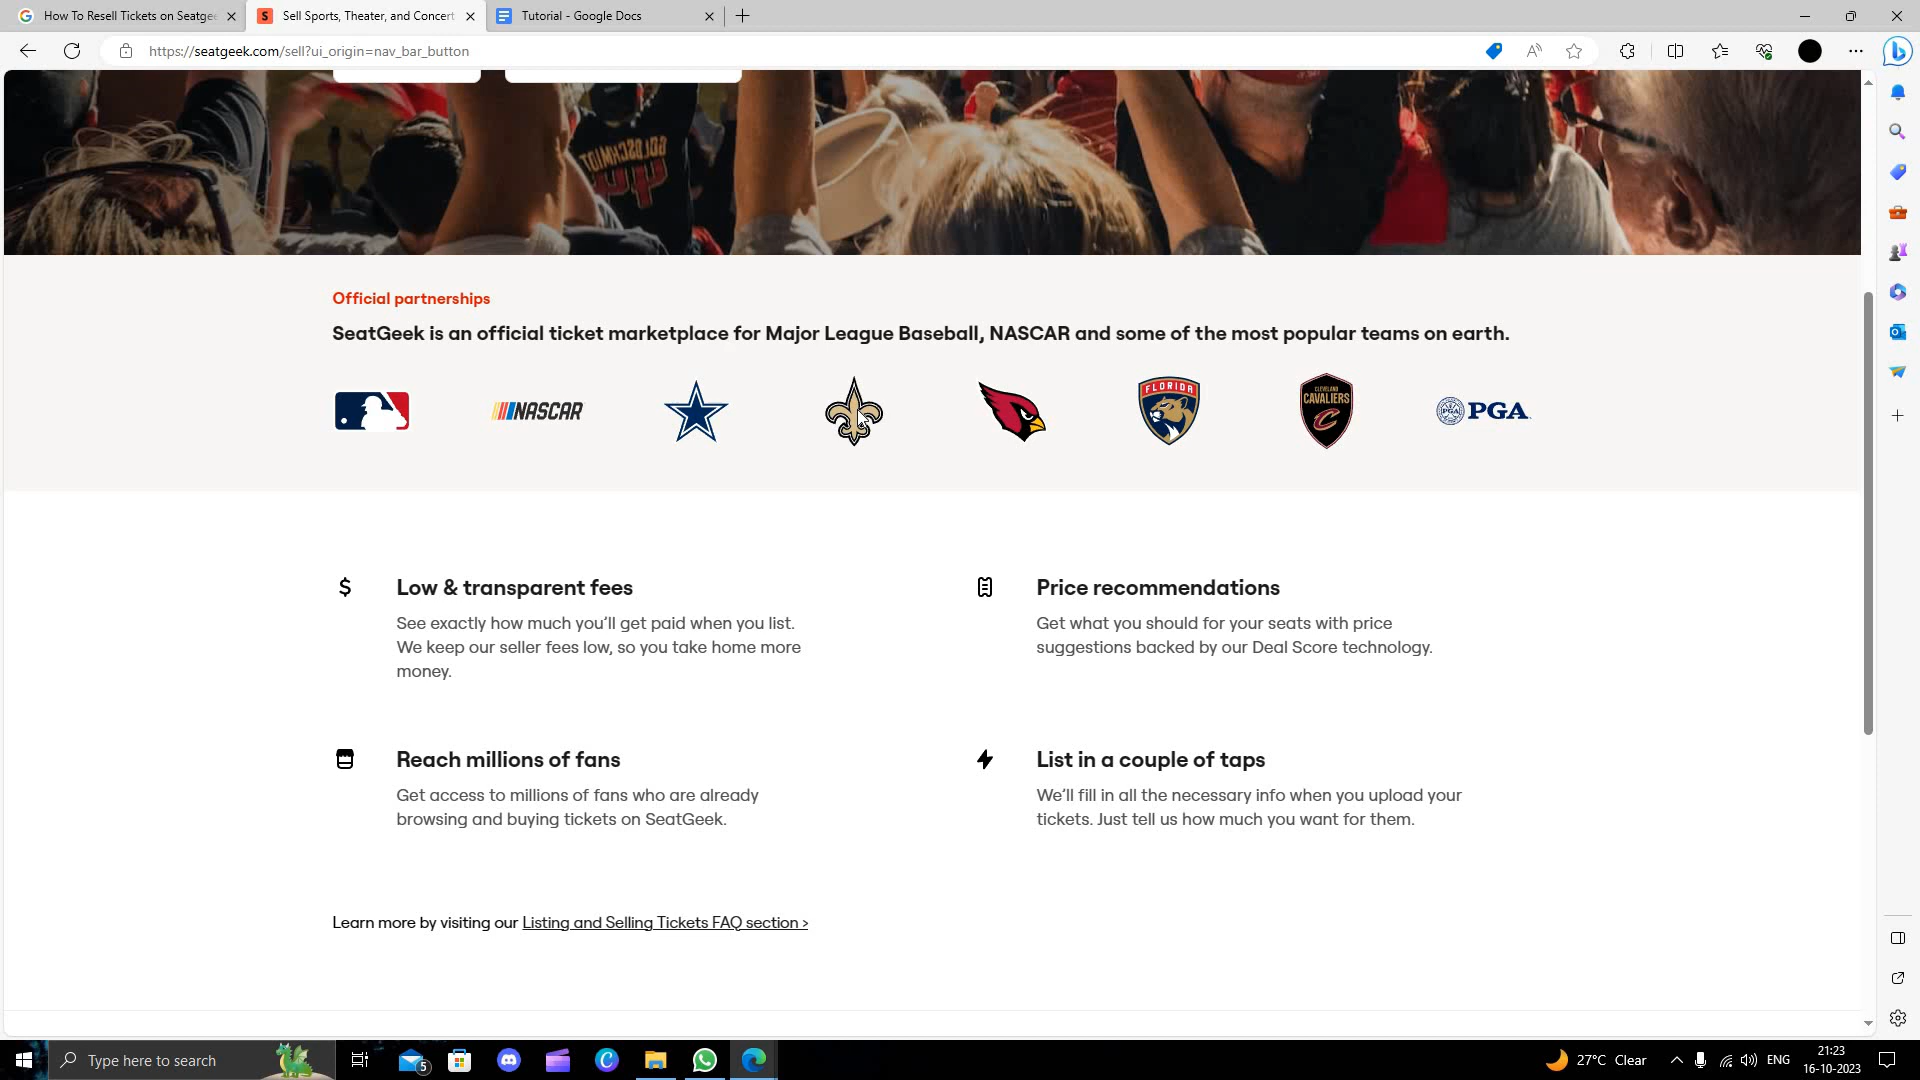 How To Resell Tickets on Seatge
Sell Sports, Theater, and Concert
Tutorial - Google Docs
https://seatgeek.com/sell?ui_origin=nav_bar_button
GOLDSCHMIDT
Official partnerships
SeatGeek is an official ticket marketplace for Major League Baseball, NASCAR and some of the most popular teams on earth.
NASCAR
FLORIDA
CLEVELAND
CAVALIERS
PGA
PGA
Low & transparent fees
See exactly how much you’ll get paid when you list.
We keep our seller fees low, so you take home more
money.
Price recommendations
Get what you should for your seats with price
suggestions backed by our Deal Score technology.
Reach millions of fans
Get access to millions of fans who are already
browsing and buying tickets on SeatGeek.
List in a couple of taps
We’ll fill in all the necessary info when you upload your
tickets. Just tell us how much you want for them.
Learn more by visiting our Listing and Selling Tickets FAQ section >
Type here to search
5
27°C Clear
ENG
21:23
16-10-2023